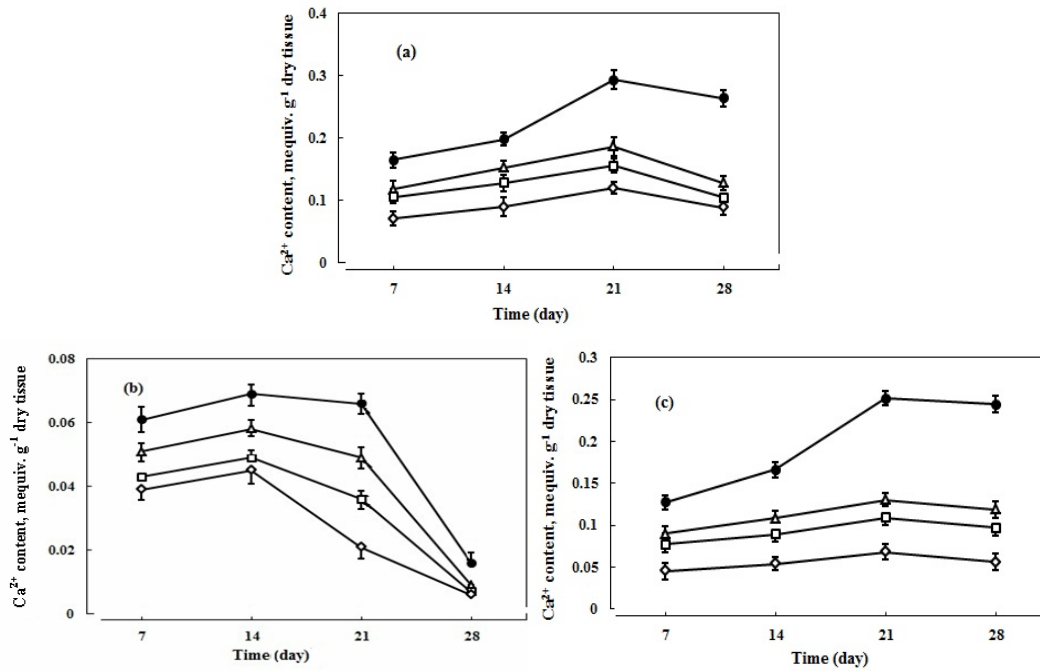 0.4
(a)
0.3
0.2
0.1
0
Ca²⁺ content, mequiv. g⁻¹ dry tissue
7 14 21 28
Time (day)
0.08
(b)
0.06
0.04
0.02
0
Ca²⁺ content, mequiv. g⁻¹ dry tissue
7 14 21 28
Time (day)
0.3
(c)
0.25
0.2
0.15
0.1
0.05
0
Ca²⁺ content, mequiv. g⁻¹ dry tissue
7 14 21 28
Time (day)